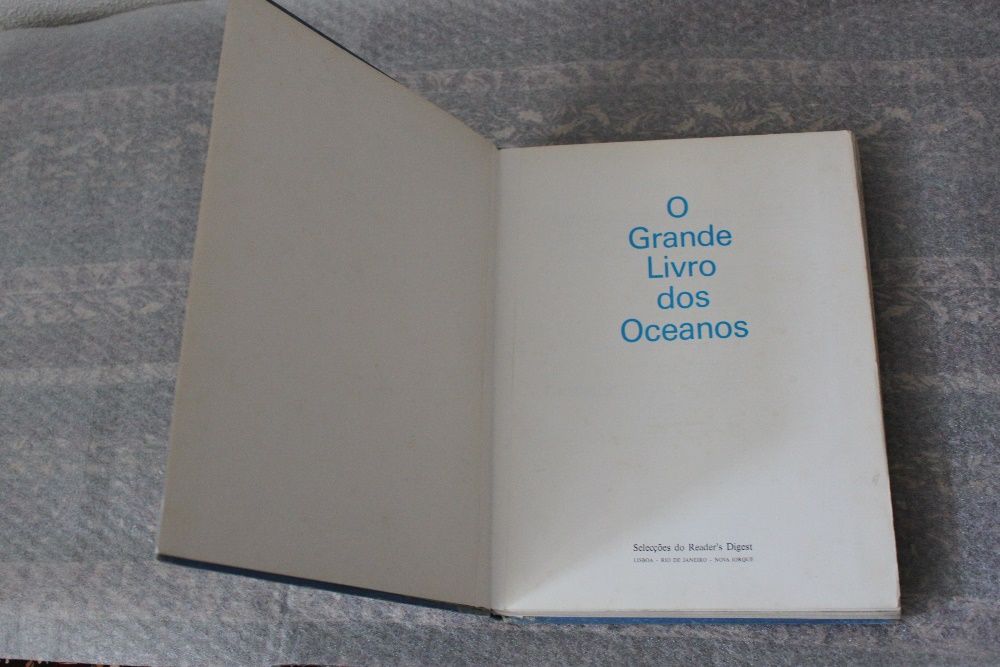 O
Grande
Livro
dos
Oceanos
Selecções do Reader's Digest
LISBOA - RIO DE JANEIRO - NOVA IORQUE